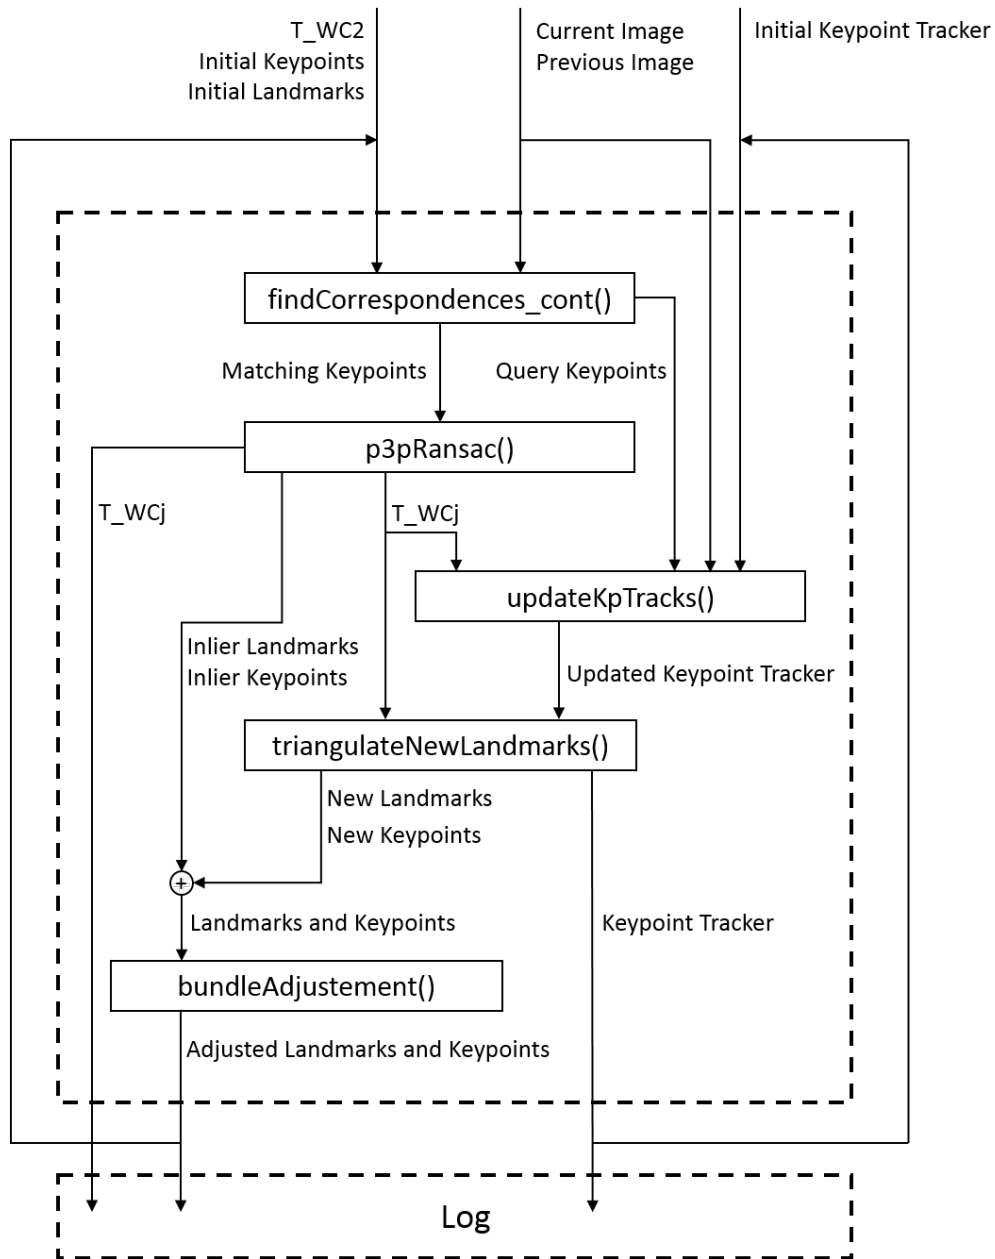 T_WC2
Initial Keypoints
Initial Landmarks
Current Image
Previous Image
Initial Keypoint Tracker
findCorrespondences_cont()
Matching Keypoints
Query Keypoints
p3pRansac()
T_WCj
T_WCj
updateKpTracks()
Inlier Landmarks
Inlier Keypoints
Updated Keypoint Tracker
triangulateNewLandmarks()
New Landmarks
New Keypoints
+
Landmarks and Keypoints
Keypoint Tracker
bundleAdjustement()
Adjusted Landmarks and Keypoints
Log